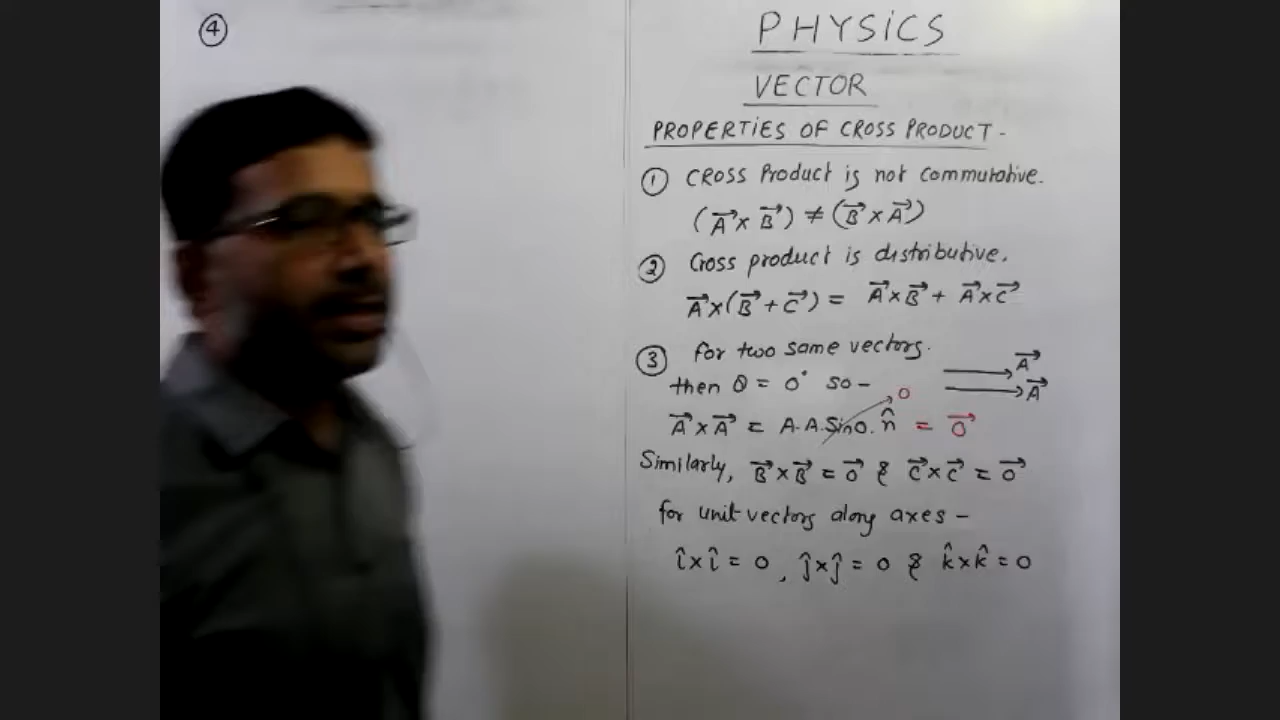 ④
PHYSICS
VECTOR
PROPERTIES OF CROSS PRODUCT -
① CROSS Product is not commutative.
(A⃗ × B⃗) ≠ (B⃗ × A⃗)
② Cross product is distributive.
A⃗ × (B⃗ + C⃗) = A⃗ × B⃗ + A⃗ × C⃗
③ for two same vectors.
A⃗
then θ = 0° so -
A⃗
0
A⃗ × A⃗ = A.A.Sin0.n̂ = 0⃗
Similarly, B⃗ × B⃗ = 0⃗ & C⃗ × C⃗ = 0⃗
for unit vectors along axes -
î × î = 0, ĵ × ĵ = 0 & k̂ × k̂ = 0